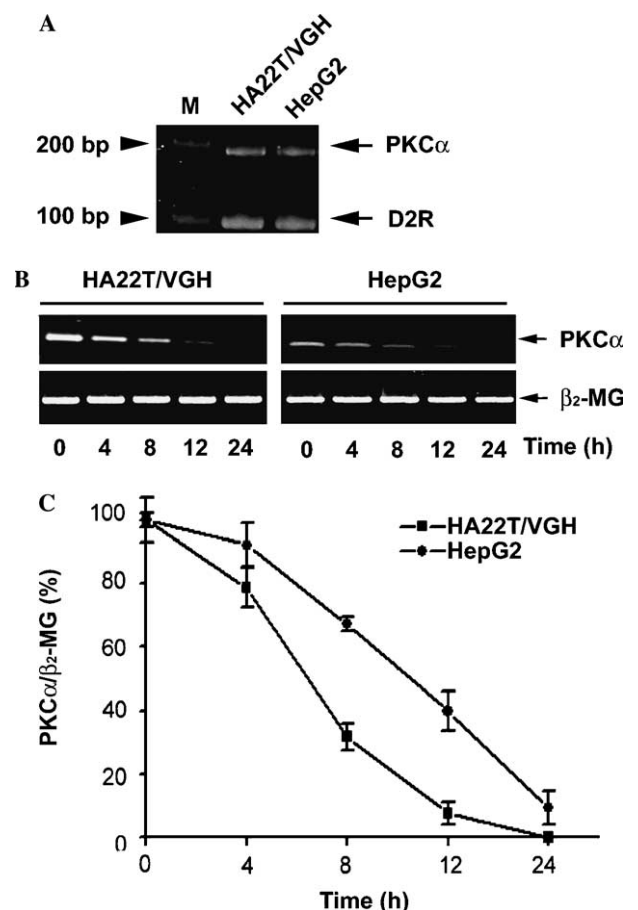 A
M HA22T/VGH HepG2
200 bp PKCα
100 bp D2R
B HA22T/VGH HepG2
PKCα
β₂-MG
0 4 8 12 24 0 4 8 12 24 Time (h)
C
100
80
60
40
20
0
PKCα/β₂-MG (%)
HA22T/VGH
HepG2
0 4 8 12 24
Time (h)